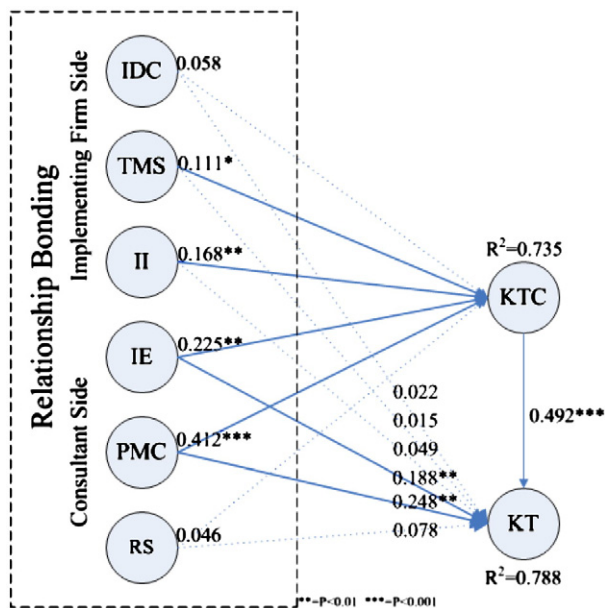 Relationship Bonding
Implementing Firm Side
Consultant Side
IDC
0.058
TMS
0.111*
II
0.168**
IE
0.225**
PMC
0.412***
RS
0.046
R²=0.735
KTC
0.022
0.015
0.049
0.188**
0.248**
0.078
0.492***
KT
R²=0.788
**=P<0.01 ***=P<0.001